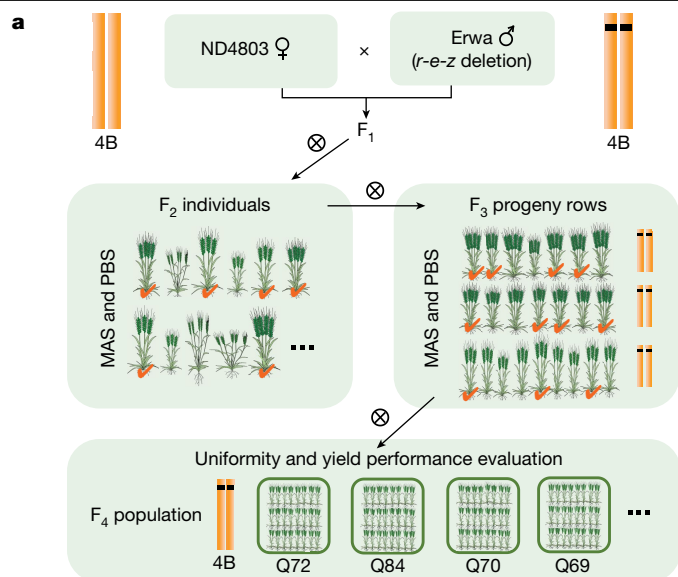 a
ND4803 ♀
×
Erwa ♂
(r-e-z deletion)
4B
4B
F₁
⊗
⊗
F₂ individuals
F₃ progeny rows
MAS and PBS
MAS and PBS
...
⊗
Uniformity and yield performance evaluation
F₄ population
...
4B
Q72
Q84
Q70
Q69